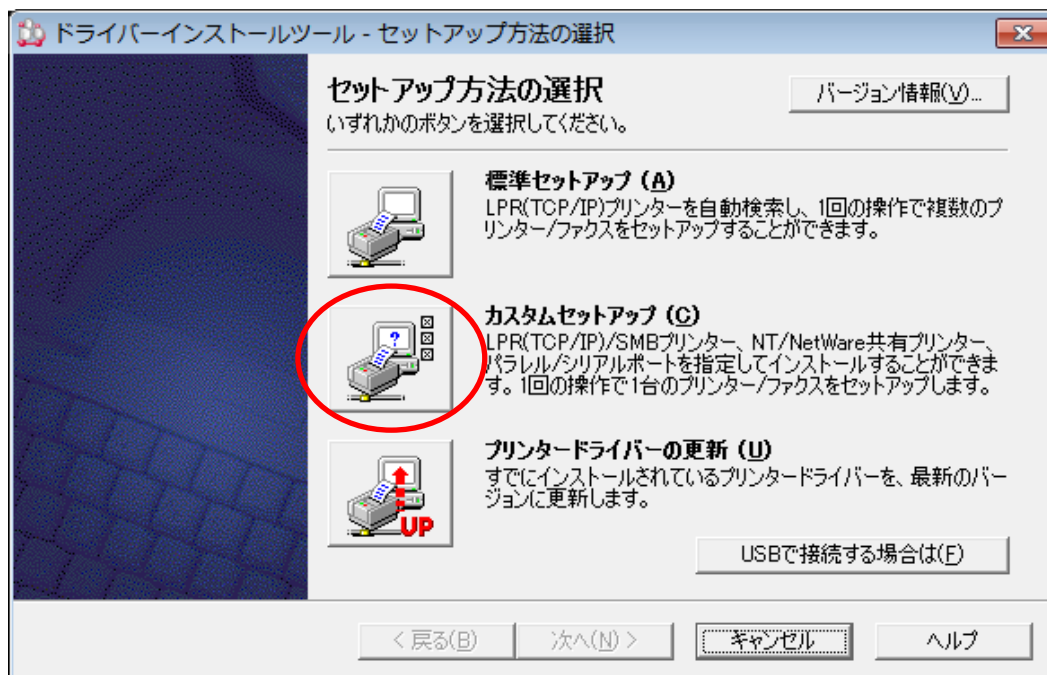 ドライバーインストールツール - セットアップ方法の選択
セットアップ方法の選択
バージョン情報(V)...
いずれかのボタンを選択してください。
標準セットアップ (A)
LPR(TCP/IP)プリンターを自動検索し、1回の操作で複数のプ
リンター/ファクスをセットアップすることができます。
?
カスタムセットアップ (C)
LPR(TCP/IP)/SMBプリンター、NT/NetWare共有プリンター、
パラレル/シリアルポートを指定してインストールすることができま
す。1回の操作で1台のプリンター/ファクスをセットアップします。
プリンタードライバーの更新 (U)
すでにインストールされているプリンタードライバーを、最新のバー
ジョンに更新します。
UP
USBで接続する場合は(F)
< 戻る(B)
次へ(N) >
キャンセル
ヘルプ